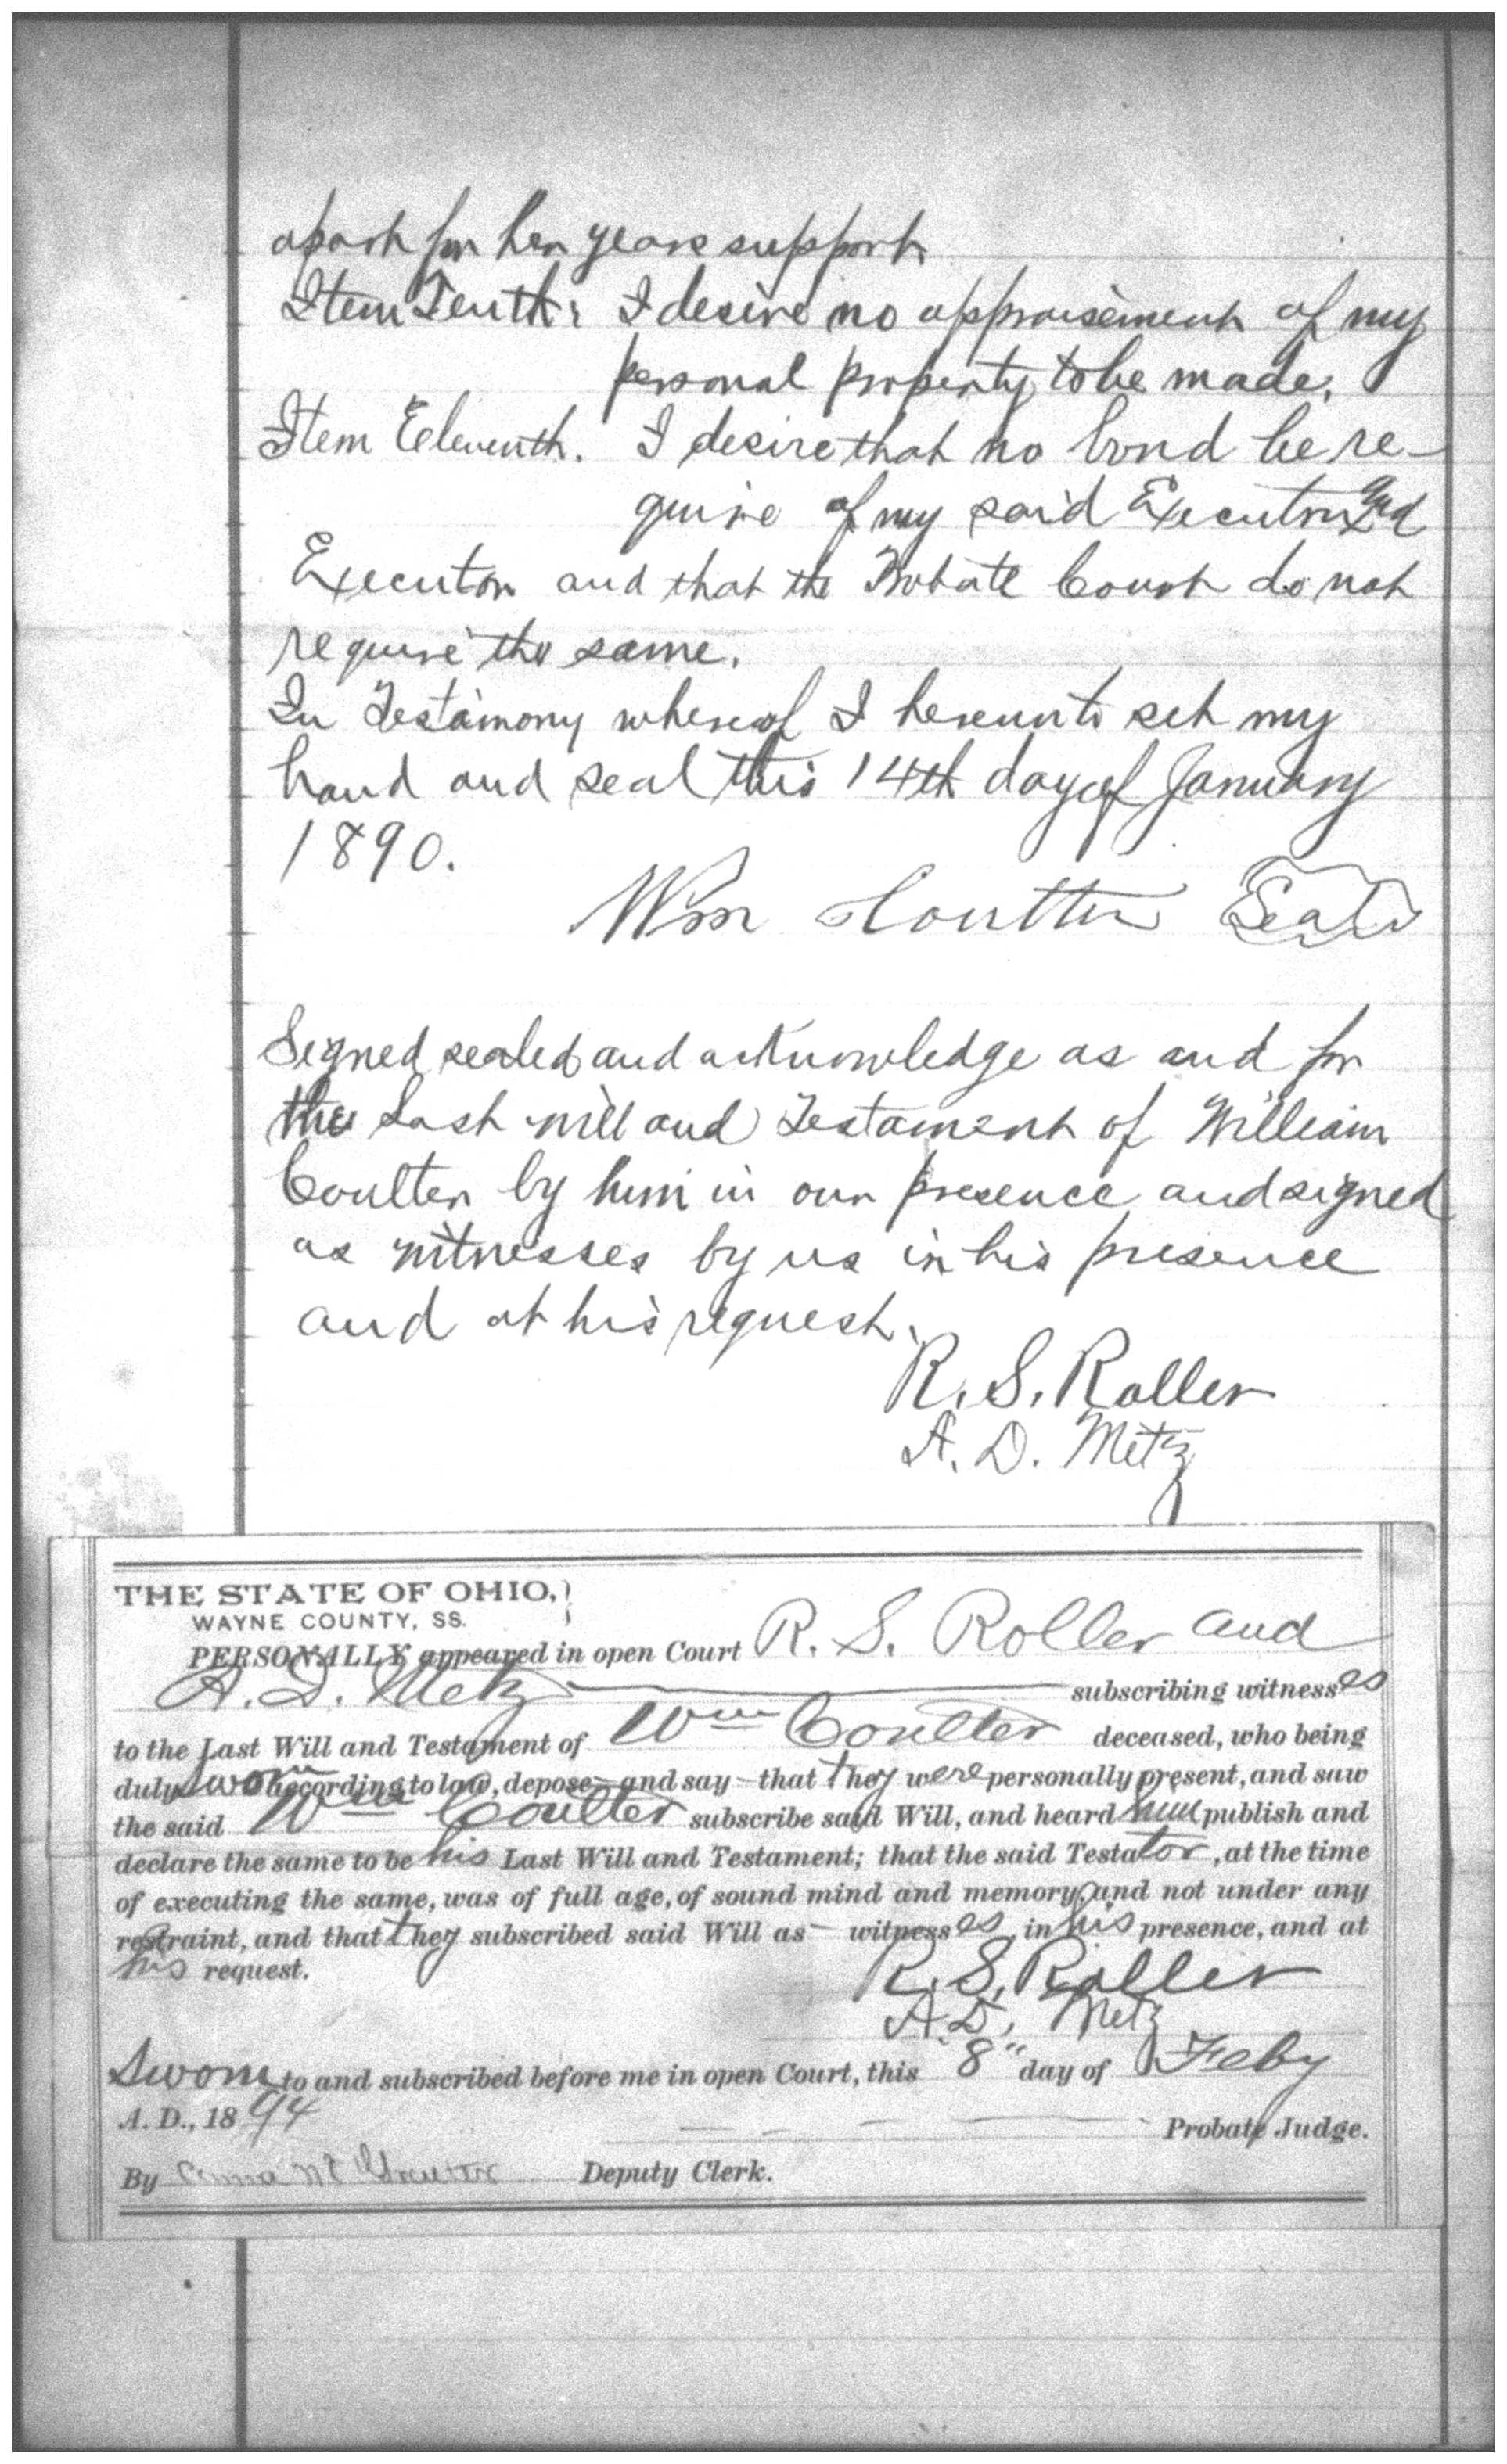 apart for her years support
Item Tenth: I desire no appraisement of my
personal property to be made.
Item Eleventh. I desire that no bond be re-
quire of my said Executrix and
Executor and that the Probate Court do not
require the same.
In Testimony whereof I hereunto set my
hand and seal this 14th day of January
1890.
Wm Coulter Seal
Signed sealed and acknowledge as and for
the Last will and Testament of William
Coulter by him in our presence and signed
as witnesses by us in his presence
and at his request.
R. S. Roller
A. D. Metz
THE STATE OF OHIO,
WAYNE COUNTY, SS.
PERSONALLY appeared in open Court R. S. Roller and
A. D. Metz subscribing witnesses
to the Last Will and Testament of Wm Coulter deceased, who being
duly sworn according to law, depose and say that they were personally present, and saw
the said Wm Coulter subscribe said Will, and heard him publish and
declare the same to be his Last Will and Testament; that the said Testator, at the time
of executing the same, was of full age, of sound mind and memory, and not under any
restraint, and that they subscribed said Will as witnesses, in his presence, and at
his request.
R. S. Roller
A. D. Metz
Sworn to and subscribed before me in open Court, this "8" day of Feby
A. D., 1894
Probate Judge.
By Deputy Clerk.